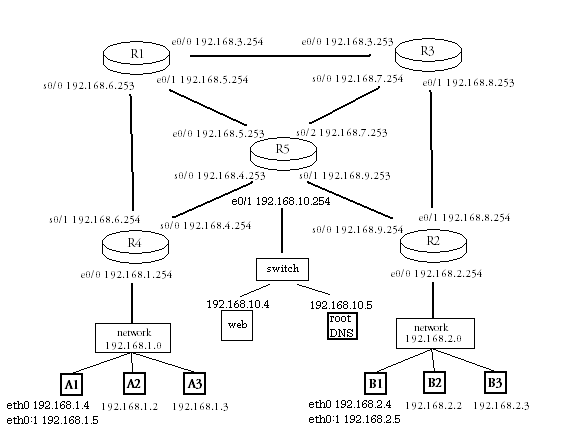 e0/0 192.168.3.254
e0/0 192.168.3.253
R1
R3
s0/0 192.168.6.253
e0/1 192.168.5.254
s0/0 192.168.7.254
e0/1 192.168.8.253
e0/0 192.168.5.253
s0/2 192.168.7.253
R5
s0/0 192.168.4.253
s0/1 192.168.9.253
e0/1 192.168.10.254
s0/1 192.168.6.254
s0/0 192.168.4.254
s0/0 192.168.9.254
e0/1 192.168.8.254
R4
R2
e0/0 192.168.1.254
switch
e0/0 192.168.2.254
192.168.10.4
192.168.10.5
web
root
DNS
network
192.168.1.0
network
192.168.2.0
A1
A2
A3
B1
B2
B3
eth0 192.168.1.4
192.168.1.2
192.168.1.3
eth0:1 192.168.1.5
eth0 192.168.2.4
192.168.2.2
192.168.2.3
eth0:1 192.168.2.5